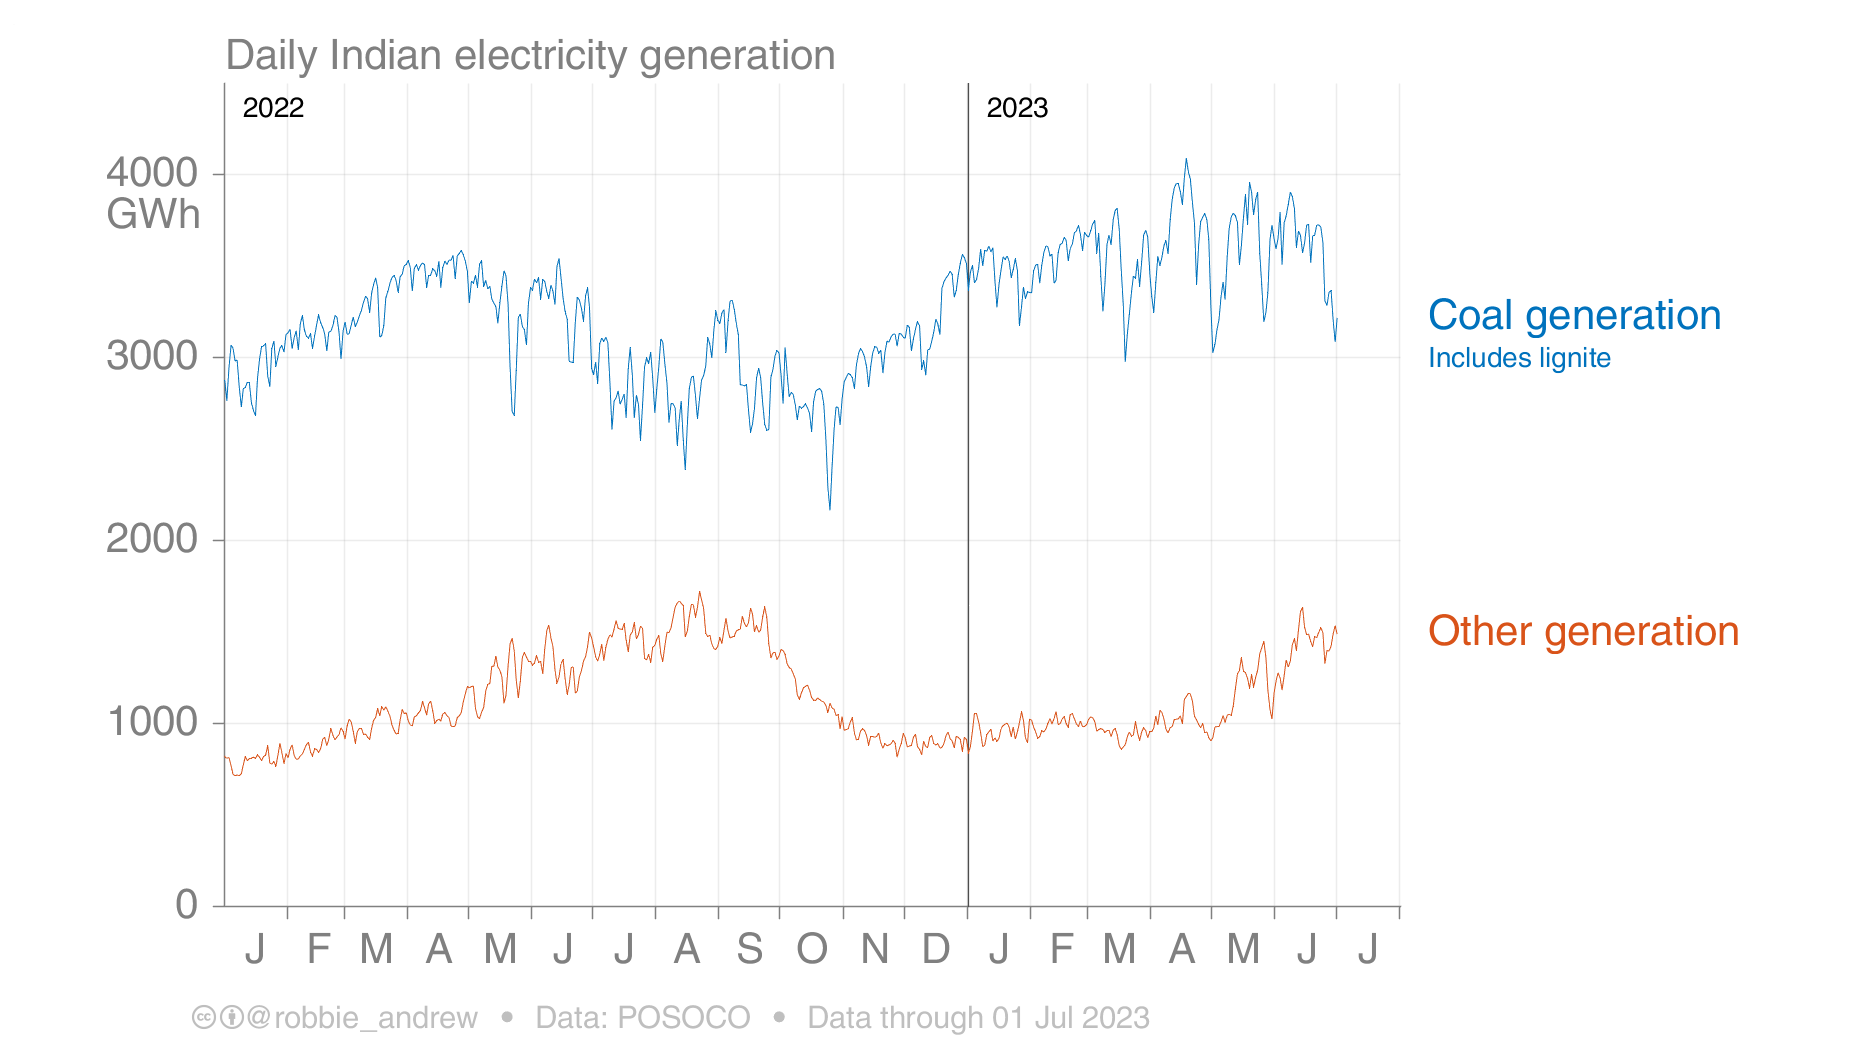 Daily Indian electricity generation
2022
2023
4000
GWh
3000
2000
1000
0
Coal generation
Includes lignite
Other generation
J F M A M J J A S O N D J F M A M J J
cc @robbie_andrew • Data: POSOCO • Data through 01 Jul 2023